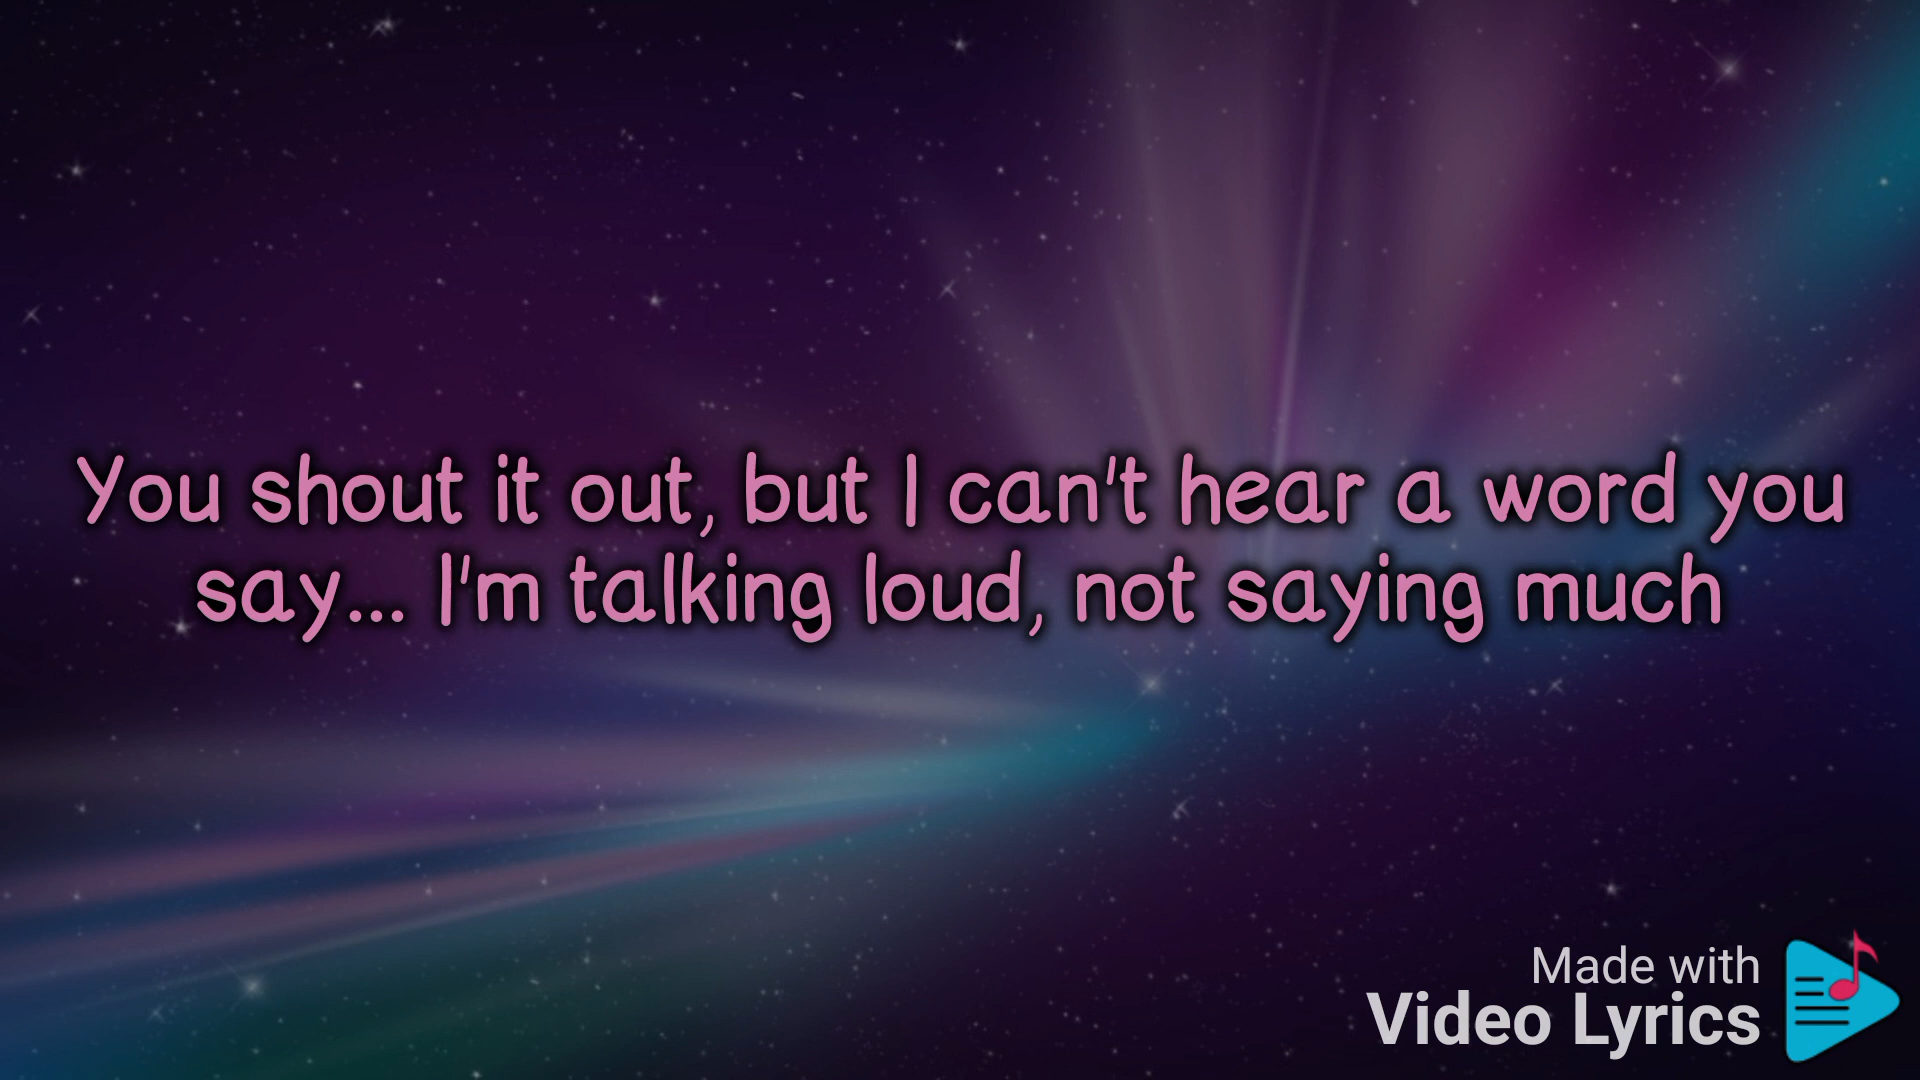 You shout it out, but I can't hear a word you
say... I'm talking loud, not saying much
Made with
Video Lyrics